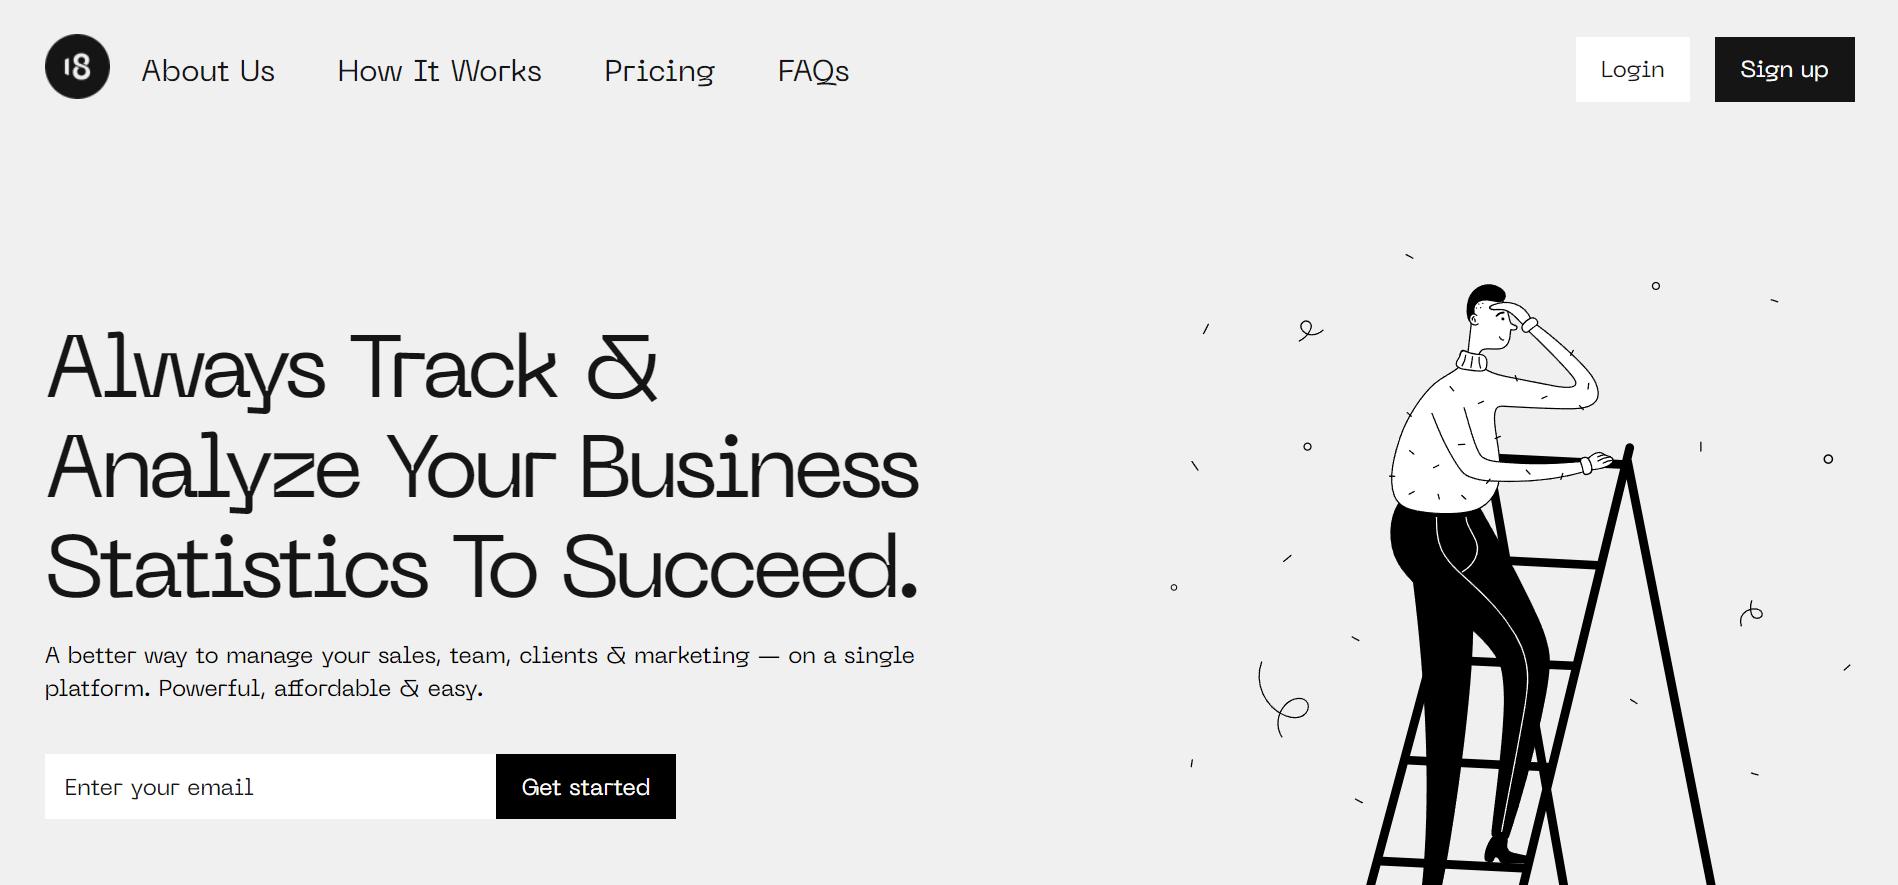 18
About Us
How It Works
Pricing
FAQs
Login
Sign up
Always Track &
Analyze Your Business
Statistics To Succeed.
A better way to manage your sales, team, clients & marketing — on a single
platform. Powerful, affordable & easy.
Enter your email
Get started